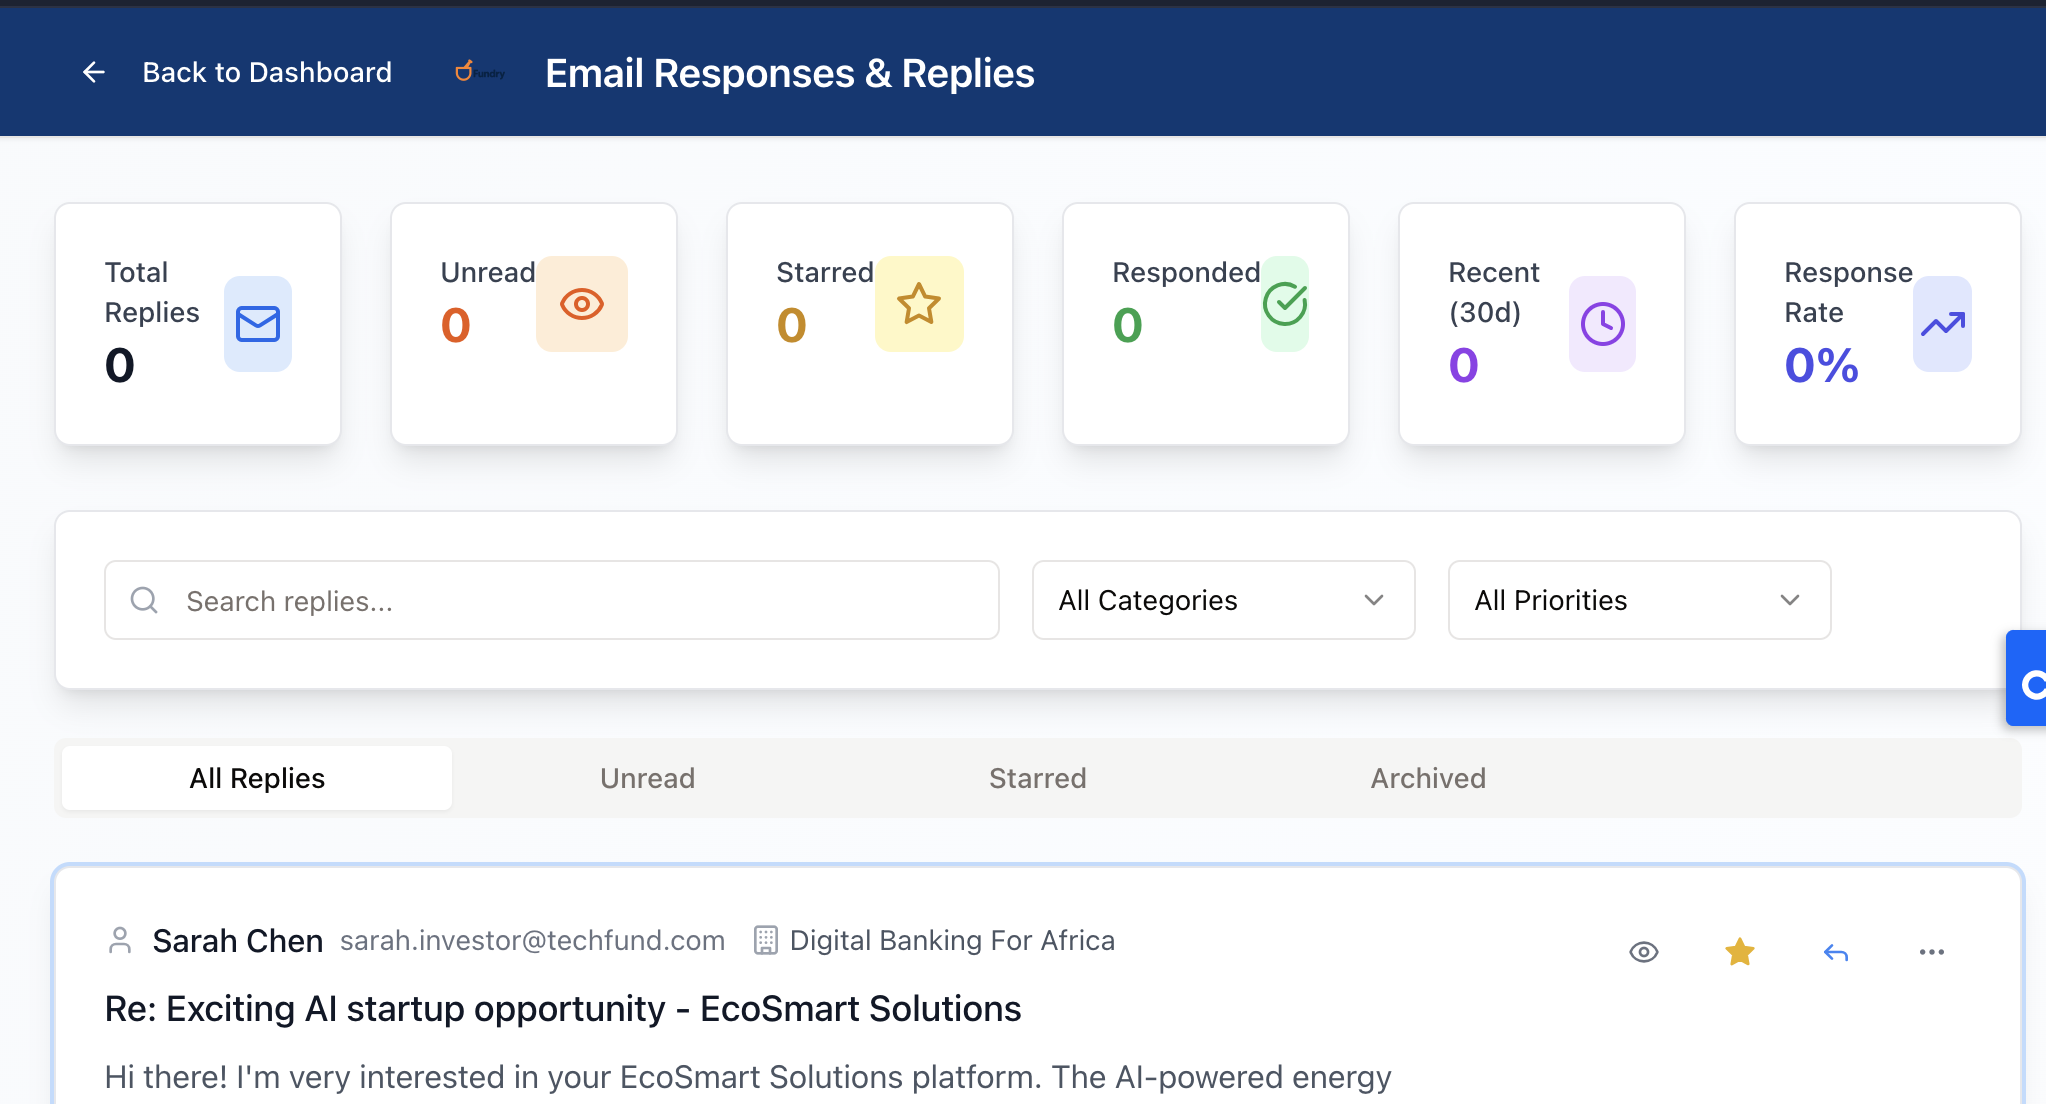 Back to Dashboard
Fundry
Email Responses & Replies
Total
Replies
0
Unread
0
Starred
0
Responded
0
Recent
(30d)
0
Response
Rate
0%
Search replies...
All Categories
All Priorities
All Replies
Unread
Starred
Archived
Sarah Chen sarah.investor@techfund.com Digital Banking For Africa
Re: Exciting AI startup opportunity - EcoSmart Solutions
Hi there! I'm very interested in your EcoSmart Solutions platform. The AI-powered energy